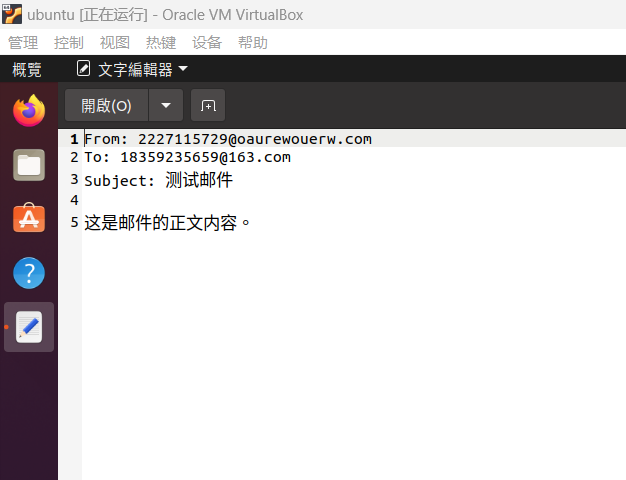 ubuntu [正在运行] - Oracle VM VirtualBox
管理 控制 视图 热键 设备 帮助
概覽 文字編輯器
開啟(O)
1 From: 2227115729@oaurewouerw.com
2 To: 18359235659@163.com
3 Subject: 测试邮件
4
5 这是邮件的正文内容。